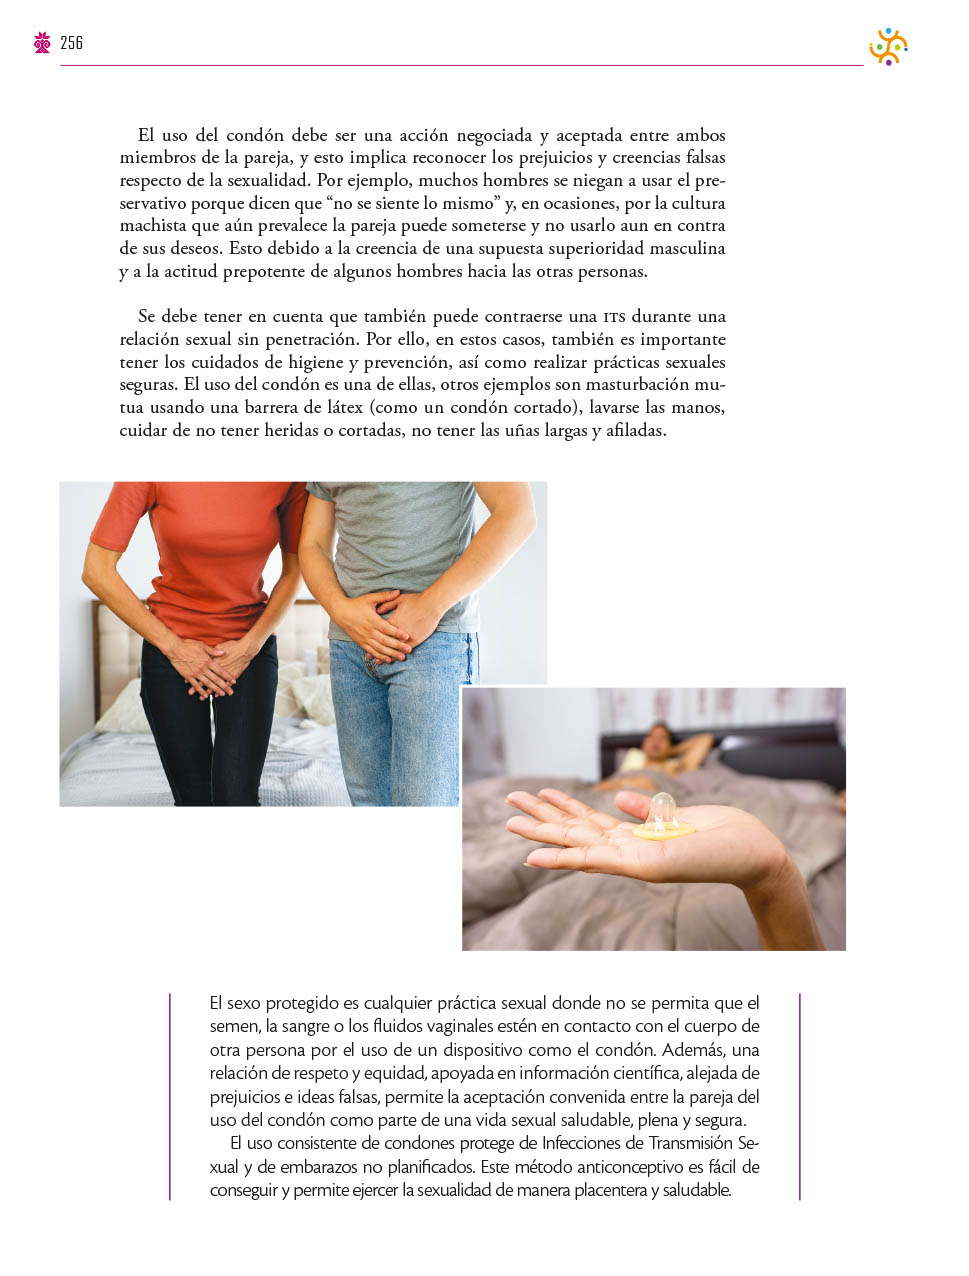 256
El uso del condón debe ser una acción negociada y aceptada entre ambos
miembros de la pareja, y esto implica reconocer los prejuicios y creencias falsas
respecto de la sexualidad. Por ejemplo, muchos hombres se niegan a usar el pre-
servativo porque dicen que “no se siente lo mismo” y, en ocasiones, por la cultura
machista que aún prevalece la pareja puede someterse y no usarlo aun en contra
de sus deseos. Esto debido a la creencia de una supuesta superioridad masculina
y a la actitud prepotente de algunos hombres hacia las otras personas.
Se debe tener en cuenta que también puede contraerse una ITS durante una
relación sexual sin penetración. Por ello, en estos casos, también es importante
tener los cuidados de higiene y prevención, así como realizar prácticas sexuales
seguras. El uso del condón es una de ellas, otros ejemplos son masturbación mu-
tua usando una barrera de látex (como un condón cortado), lavarse las manos,
cuidar de no tener heridas o cortadas, no tener las uñas largas y afiladas.
El sexo protegido es cualquier práctica sexual donde no se permita que el
semen, la sangre o los fluidos vaginales estén en contacto con el cuerpo de
otra persona por el uso de un dispositivo como el condón. Además, una
relación de respeto y equidad, apoyada en información científica, alejada de
prejuicios e ideas falsas, permite la aceptación convenida entre la pareja del
uso del condón como parte de una vida sexual saludable, plena y segura.
El uso consistente de condones protege de Infecciones de Transmisión Se-
xual y de embarazos no planificados. Este método anticonceptivo es fácil de
conseguir y permite ejercer la sexualidad de manera placentera y saludable.